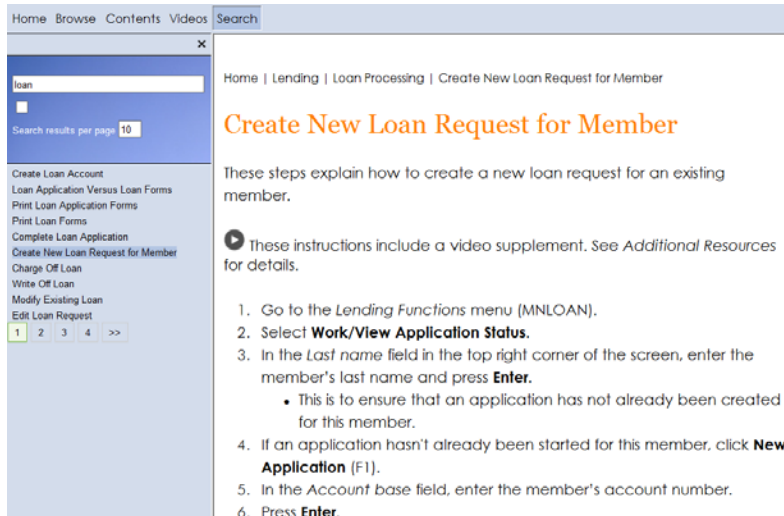 Home Browse Contents Videos Search
×
loan
Search results per page 10
Create Loan Account
Loan Application Versus Loan Forms
Print Loan Application Forms
Print Loan Forms
Complete Loan Application
Create New Loan Request for Member
Charge Off Loan
Write Off Loan
Modify Existing Loan
Edit Loan Request
1 2 3 4 >>
Home | Lending | Loan Processing | Create New Loan Request for Member
Create New Loan Request for Member
These steps explain how to create a new loan request for an existing
member.
These instructions include a video supplement. See Additional Resources
for details.
1. Go to the Lending Functions menu (MNLOAN).
2. Select Work/View Application Status.
3. In the Last name field in the top right corner of the screen, enter the
member's last name and press Enter.
• This is to ensure that an application has not already been created
for this member.
4. If an application hasn't already been started for this member, click New
Application (F1).
5. In the Account base field, enter the member's account number.
6. Press Enter.